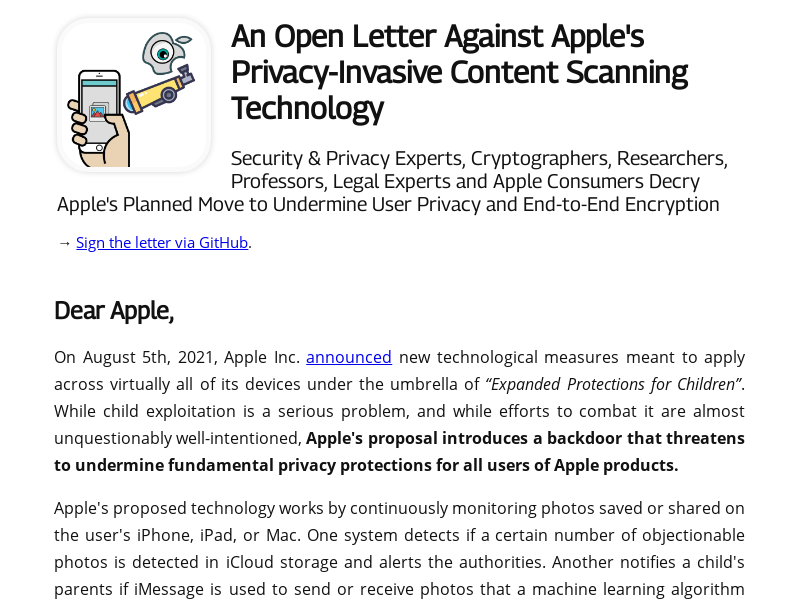 An Open Letter Against Apple's
Privacy-Invasive Content Scanning
Technology
Security & Privacy Experts, Cryptographers, Researchers,
Professors, Legal Experts and Apple Consumers Decry
Apple's Planned Move to Undermine User Privacy and End-to-End Encryption
→ Sign the letter via GitHub.
Dear Apple,
On August 5th, 2021, Apple Inc. announced new technological measures meant to apply
across virtually all of its devices under the umbrella of “Expanded Protections for Children”.
While child exploitation is a serious problem, and while efforts to combat it are almost
unquestionably well-intentioned, Apple's proposal introduces a backdoor that threatens
to undermine fundamental privacy protections for all users of Apple products.
Apple's proposed technology works by continuously monitoring photos saved or shared on
the user's iPhone, iPad, or Mac. One system detects if a certain number of objectionable
photos is detected in iCloud storage and alerts the authorities. Another notifies a child's
parents if iMessage is used to send or receive photos that a machine learning algorithm